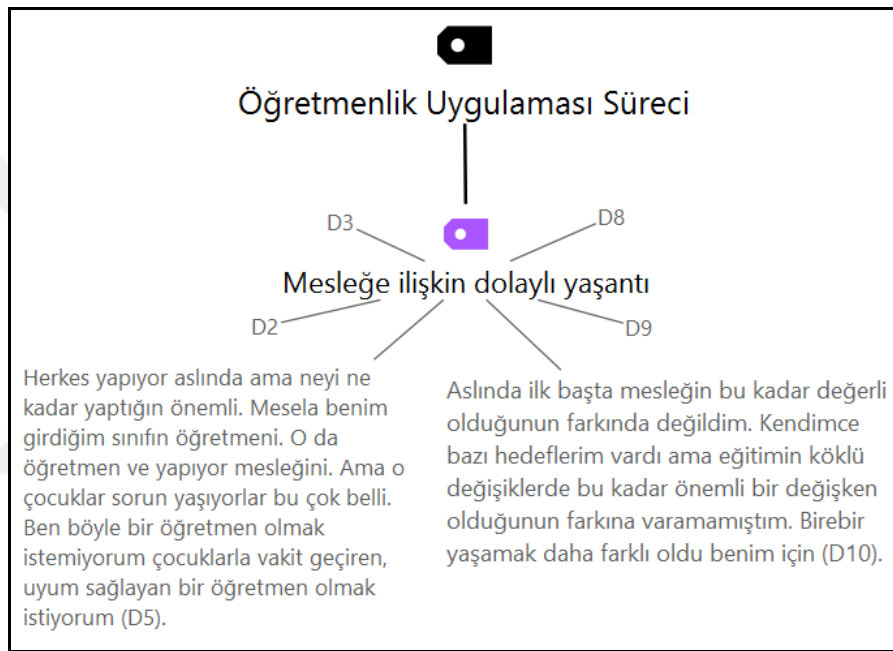 Öğretmenlik Uygulaması Süreci
D3
D8
Mesleğe ilişkin dolaylı yaşantı
D2
D9
Herkes yapıyor aslında ama neyi ne
kadar yaptığın önemli. Mesela benim
girdiğim sınıfın öğretmeni. O da
öğretmen ve yapıyor mesleğini. Ama o
çocuklar sorun yaşıyorlar bu çok belli.
Ben böyle bir öğretmen olmak
istemiyorum çocuklarla vakit geçiren,
uyum sağlayan bir öğretmen olmak
istiyorum (D5).
Aslında ilk başta mesleğin bu kadar değerli
olduğunun farkında değildim. Kendimce
bazı hedeflerim vardı ama eğitimin köklü
değişiklerde bu kadar önemli bir değişken
olduğunun farkına varamamıştım. Birebir
yaşamak daha farklı oldu benim için (D10).